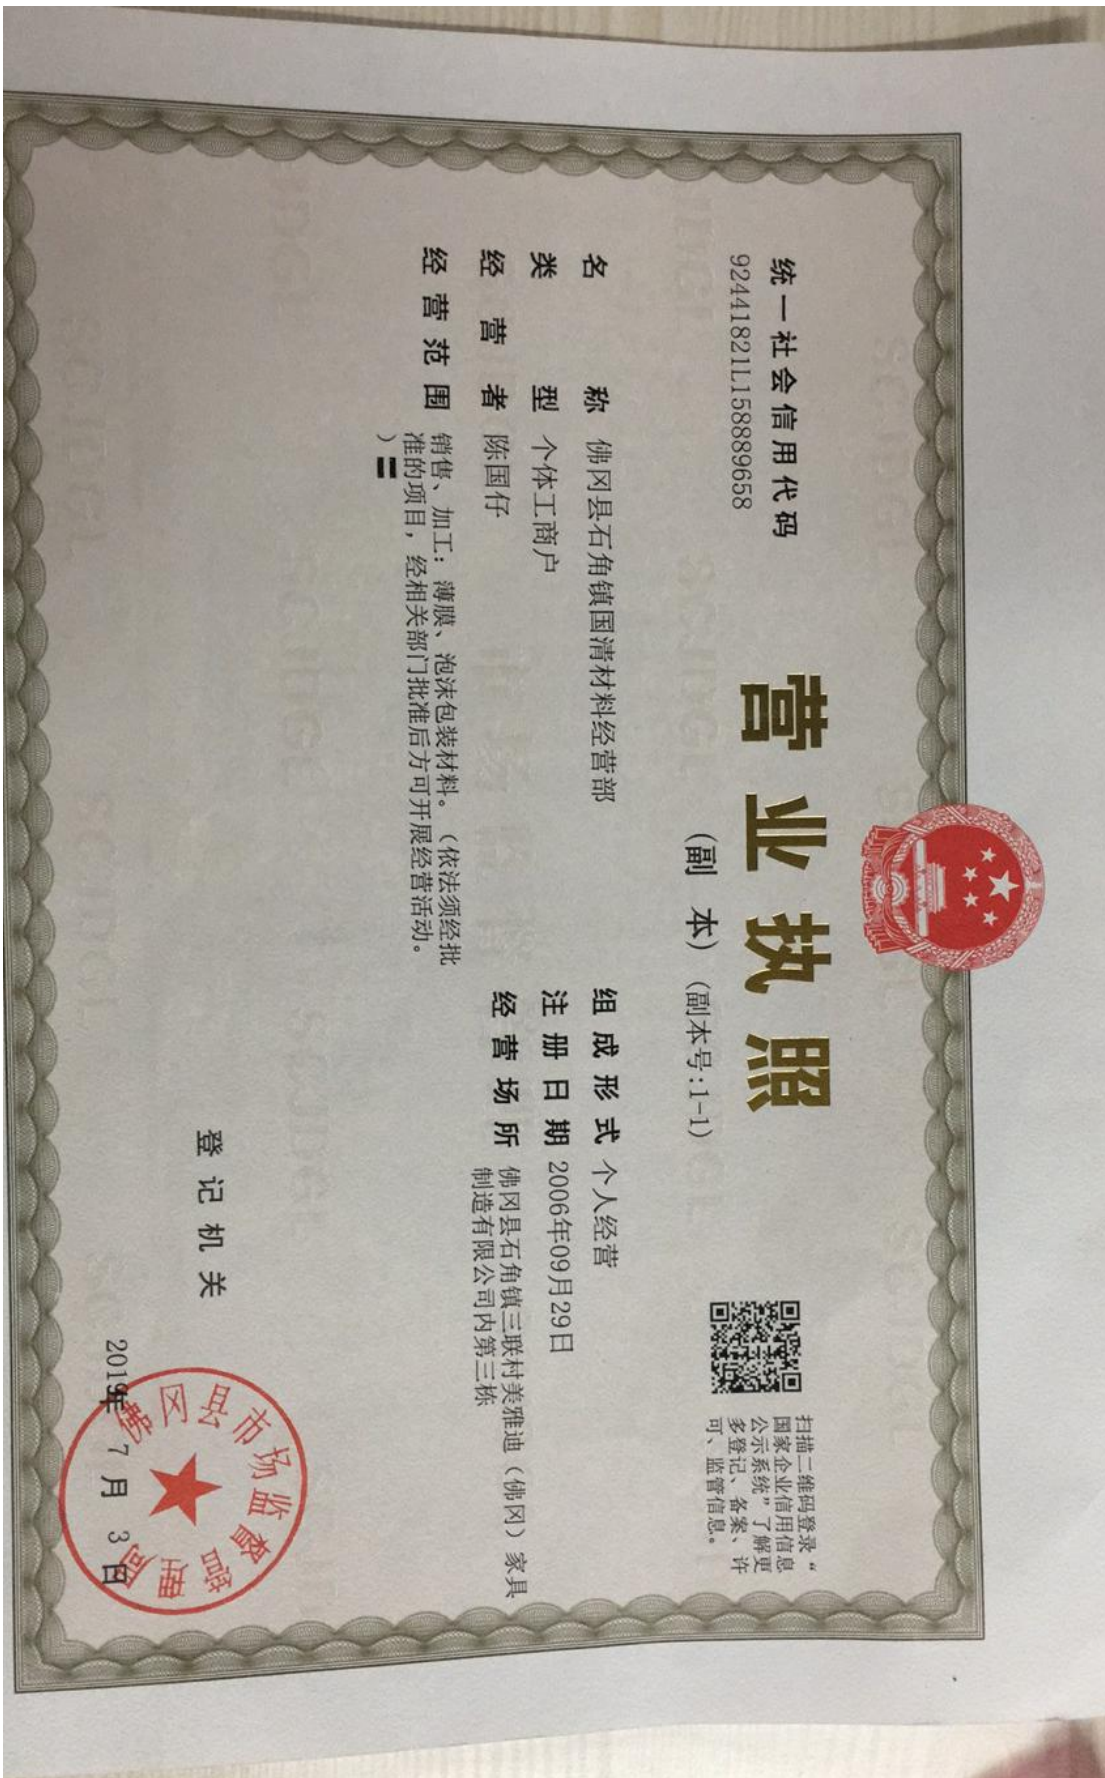 统一社会信用代码
92441821L158889658
营业执照
(副 本)(副本号:1-1)
扫描二维码登录“
国家企业信用信息
公示系统”了解更
多登记、备案、许
可、监管信息。
名 称 佛冈县石角镇国清材料经营部
类 型 个体工商户
经 营 者 陈国仔
经 营 范 围 销售、加工：薄膜、泡沫包装材料。（依法须经批
准的项目，经相关部门批准后方可开展经营活动。
）〓
组 成 形 式 个人经营
注 册 日 期 2006年09月29日
经 营 场 所 佛冈县石角镇三联村美雅迪（佛冈）家具
制造有限公司内第三栋
登 记 机 关
佛冈县市场监督管理局
2019年 7月 3日